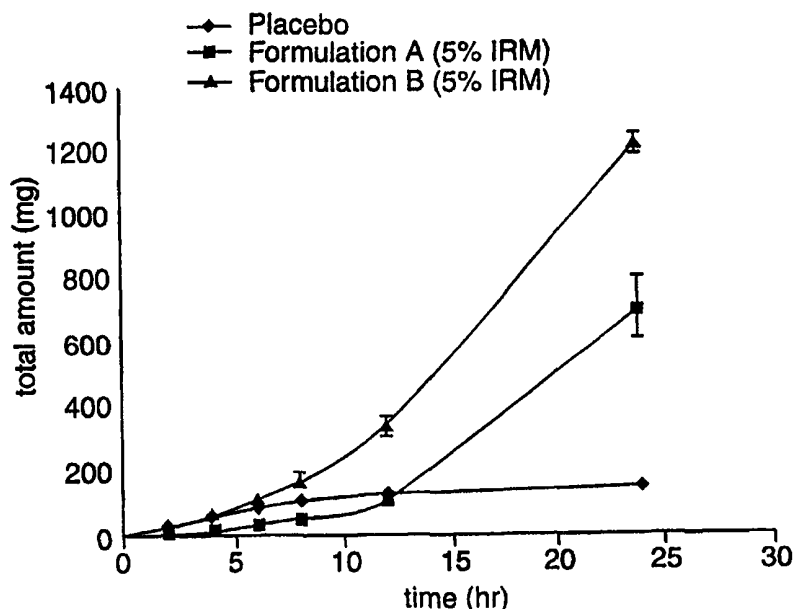 Placebo
Formulation A (5% IRM)
Formulation B (5% IRM)
1400
1200
1000
800
600
400
200
0
total amount (mg)
0 5 10 15 20 25 30
time (hr)